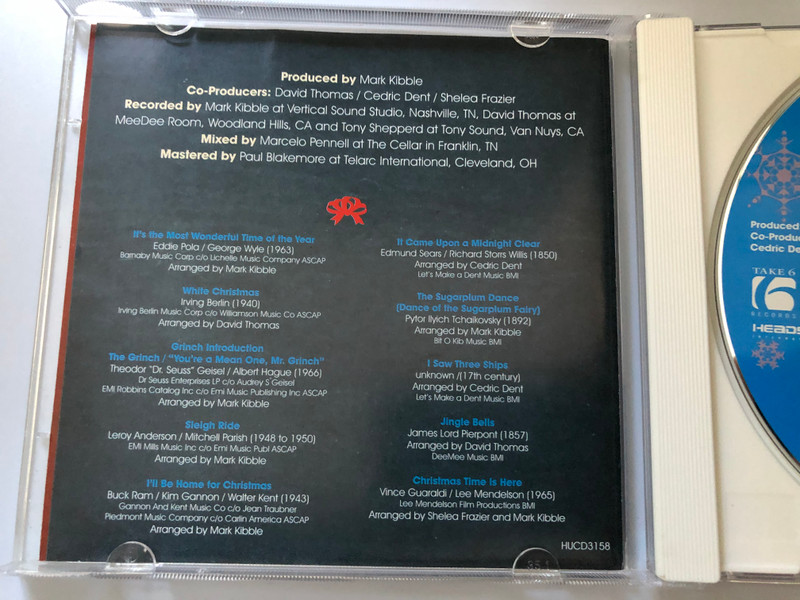 Produced by Mark Kibble
Co-Producers: David Thomas / Cedric Dent / Shelea Frazier
Recorded by Mark Kibble at Vertical Sound Studio, Nashville, TN, David Thomas at
MeeDee Room, Woodland Hills, CA and Tony Shepperd at Tony Sound, Van Nuys, CA
Mixed by Marcelo Pennell at The Cellar in Franklin, TN
Mastered by Paul Blakemore at Telarc International, Cleveland, OH
It's the Most Wonderful Time of the Year
Eddie Pola / George Wyle (1963)
Barnaby Music Corp c/o Lichelle Music Company ASCAP
Arranged by Mark Kibble
White Christmas
Irving Berlin (1940)
Irving Berlin Music Corp c/o Williamson Music Co ASCAP
Arranged by David Thomas
Grinch Introduction
The Grinch / "You're a Mean One, Mr. Grinch"
Theodor "Dr. Seuss" Geisel / Albert Hague (1966)
Dr Seuss Enterprises LP c/o Audrey S Geisel
EMI Robbins Catalog Inc c/o Emi Music Publishing Inc ASCAP
Arranged by Mark Kibble
Sleigh Ride
Leroy Anderson / Mitchell Parish (1948 to 1950)
EMI Mills Music Inc c/o Emi Music Publ ASCAP
Arranged by Mark Kibble
I'll Be Home for Christmas
Buck Ram / Kim Gannon / Walter Kent (1943)
Gannon And Kent Music Co c/o Jean Traubner
Piedmont Music Company c/o Carlin America ASCAP
Arranged by Mark Kibble
It Came Upon a Midnight Clear
Edmund Sears / Richard Storrs Willis (1850)
Arranged by Cedric Dent
Let's Make a Dent Music BMI
The Sugarplum Dance
(Dance of the Sugarplum Fairy)
Pytor Ilyich Tchaikovsky (1892)
Arranged by Mark Kibble
Bit O Kib Music BMI
I Saw Three Ships
unknown /(17th century)
Arranged by Cedric Dent
Let's Make a Dent Music BMI
Jingle Bells
James Lord Pierpont (1857)
Arranged by David Thomas
DeeMee Music BMI
Christmas Time is Here
Vince Guaraldi / Lee Mendelson (1965)
Lee Mendelson Film Productions BMI
Arranged by Shelea Frazier and Mark Kibble
HUCD3158
35.1
Produced
Co-Produc
Cedric De
TAKE 6
6
RECORDS
HEADS